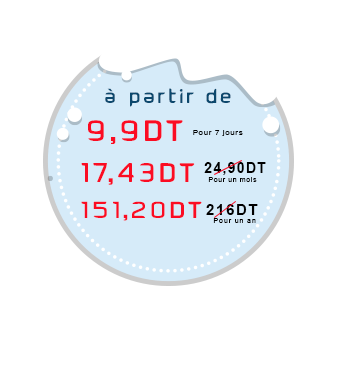 à partir de
9,9DT Pour 7 jours
17,43DT 24,90DT
Pour un mois
151,20DT 216DT
Pour un an